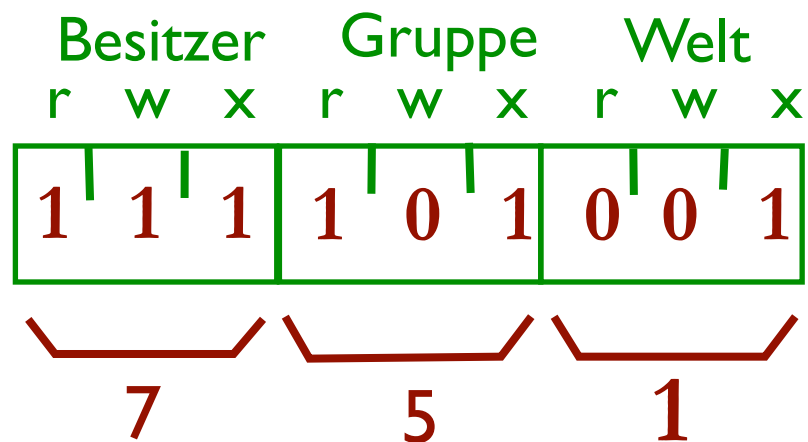 Besitzer Gruppe Welt
r w x r w x r w x
1 1 1 1 0 1 0 0 1
7 5 1